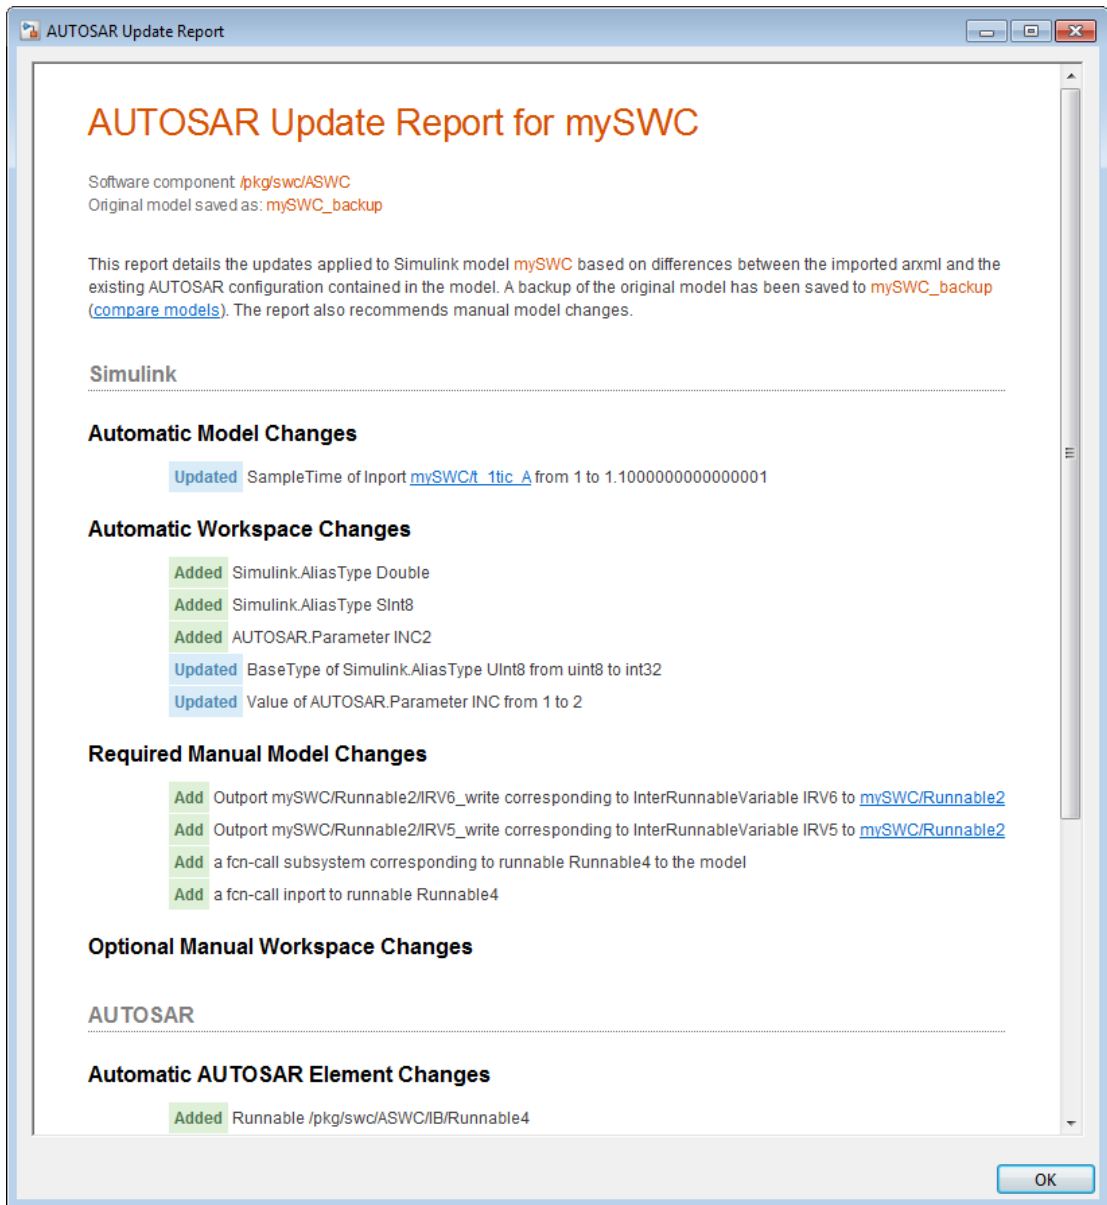 AUTOSAR Update Report
AUTOSAR Update Report for mySWC
Software component /pkg/swc/ASWC
Original model saved as: mySWC_backup
This report details the updates applied to Simulink model mySWC based on differences between the imported arxml and the
existing AUTOSAR configuration contained in the model. A backup of the original model has been saved to mySWC_backup
(compare models). The report also recommends manual model changes.
Simulink
Automatic Model Changes
Updated SampleTime of Inport mySWC/t_1tic_A from 1 to 1.1000000000000001
Automatic Workspace Changes
Added Simulink.AliasType Double
Added Simulink.AliasType SInt8
Added AUTOSAR.Parameter INC2
Updated BaseType of Simulink.AliasType UInt8 from uint8 to int32
Updated Value of AUTOSAR.Parameter INC from 1 to 2
Required Manual Model Changes
Add Outport mySWC/Runnable2/IRV6_write corresponding to InterRunnableVariable IRV6 to mySWC/Runnable2
Add Outport mySWC/Runnable2/IRV5_write corresponding to InterRunnableVariable IRV5 to mySWC/Runnable2
Add a fcn-call subsystem corresponding to runnable Runnable4 to the model
Add a fcn-call inport to runnable Runnable4
Optional Manual Workspace Changes
AUTOSAR
Automatic AUTOSAR Element Changes
Added Runnable /pkg/swc/ASWC/IB/Runnable4
OK